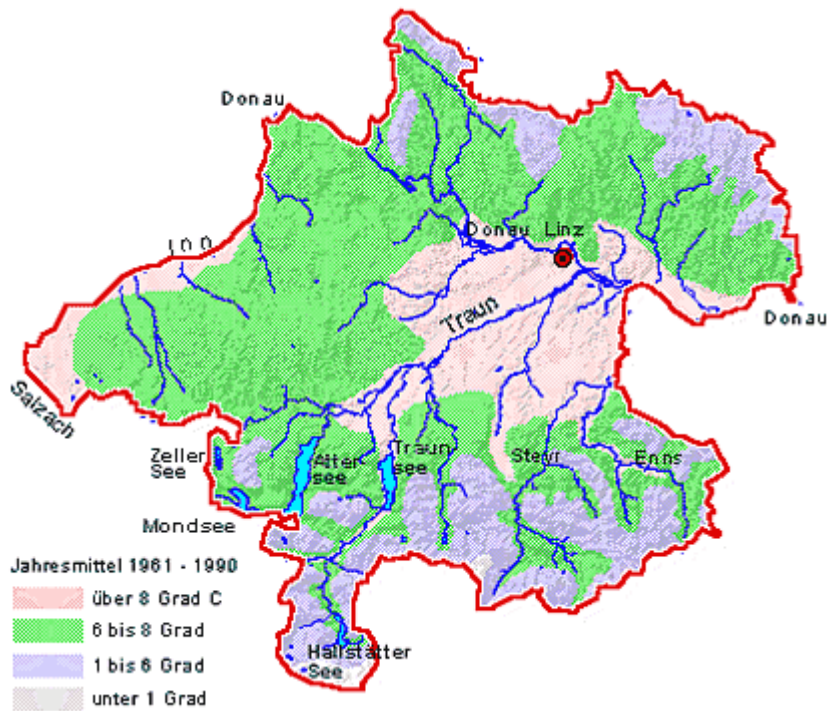 Donau
Inn
Donau Linz
Traun
Donau
Salzach
Zeller
See
Atter
see
Traun
see
Steyr
Enns
Mondsee
Jahresmittel 1961 - 1990
über 8 Grad C
6 bis 8 Grad
1 bis 6 Grad
unter 1 Grad
Hallstätter
See